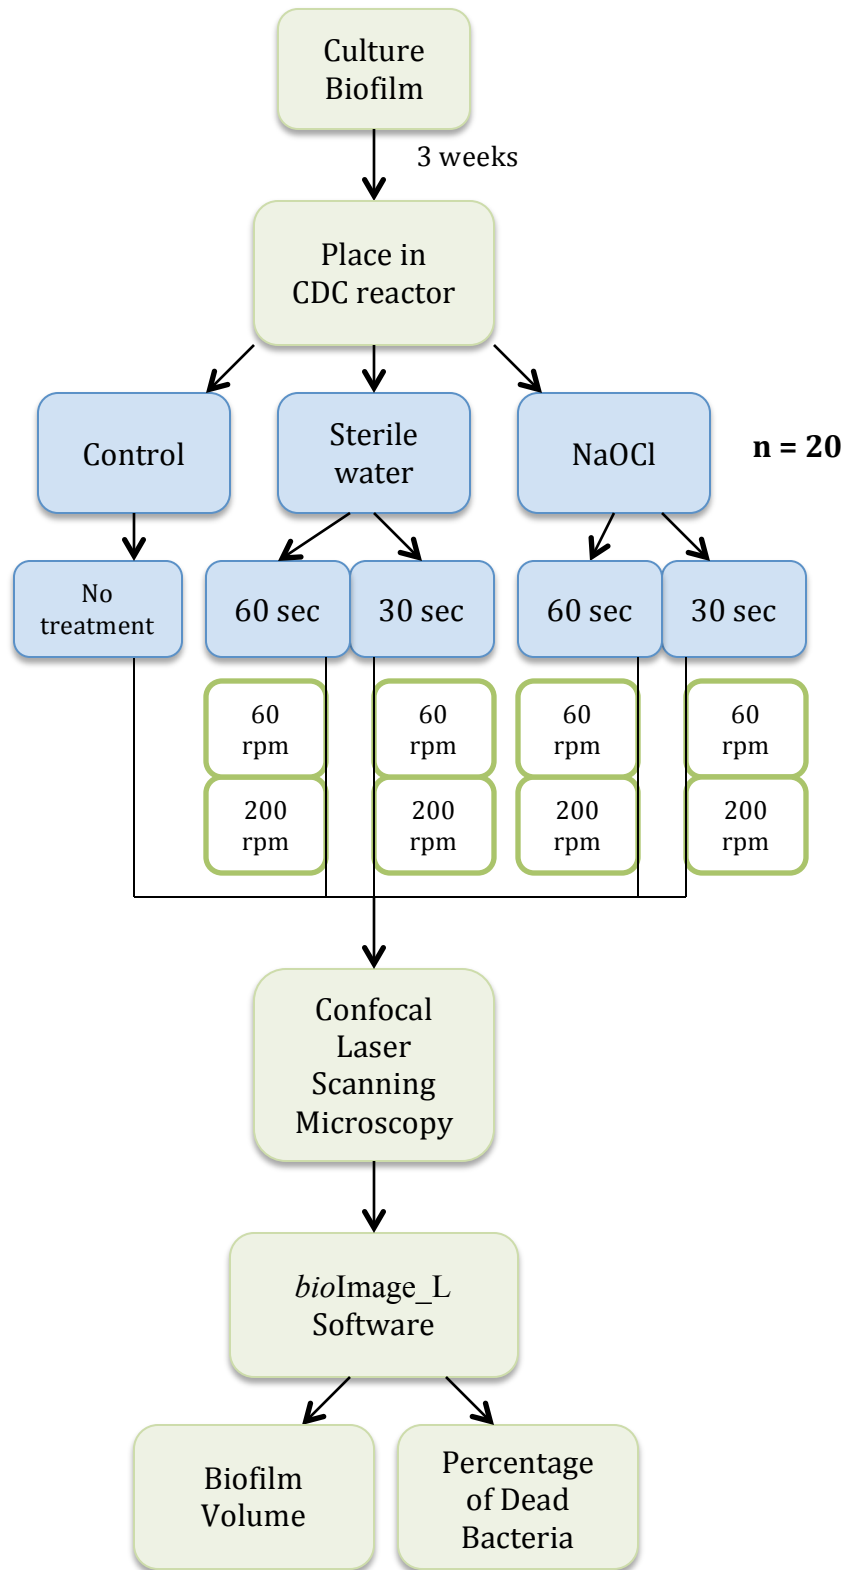 Culture
Biofilm
3 weeks
Place in
CDC reactor
Control
Sterile
water
NaOCl
n = 20
No
treatment
60 sec
30 sec
60 sec
30 sec
60
rpm
60
rpm
60
rpm
60
rpm
200
rpm
200
rpm
200
rpm
200
rpm
Confocal
Laser
Scanning
Microscopy
bioImage_L
Software
Biofilm
Volume
Percentage
of Dead
Bacteria